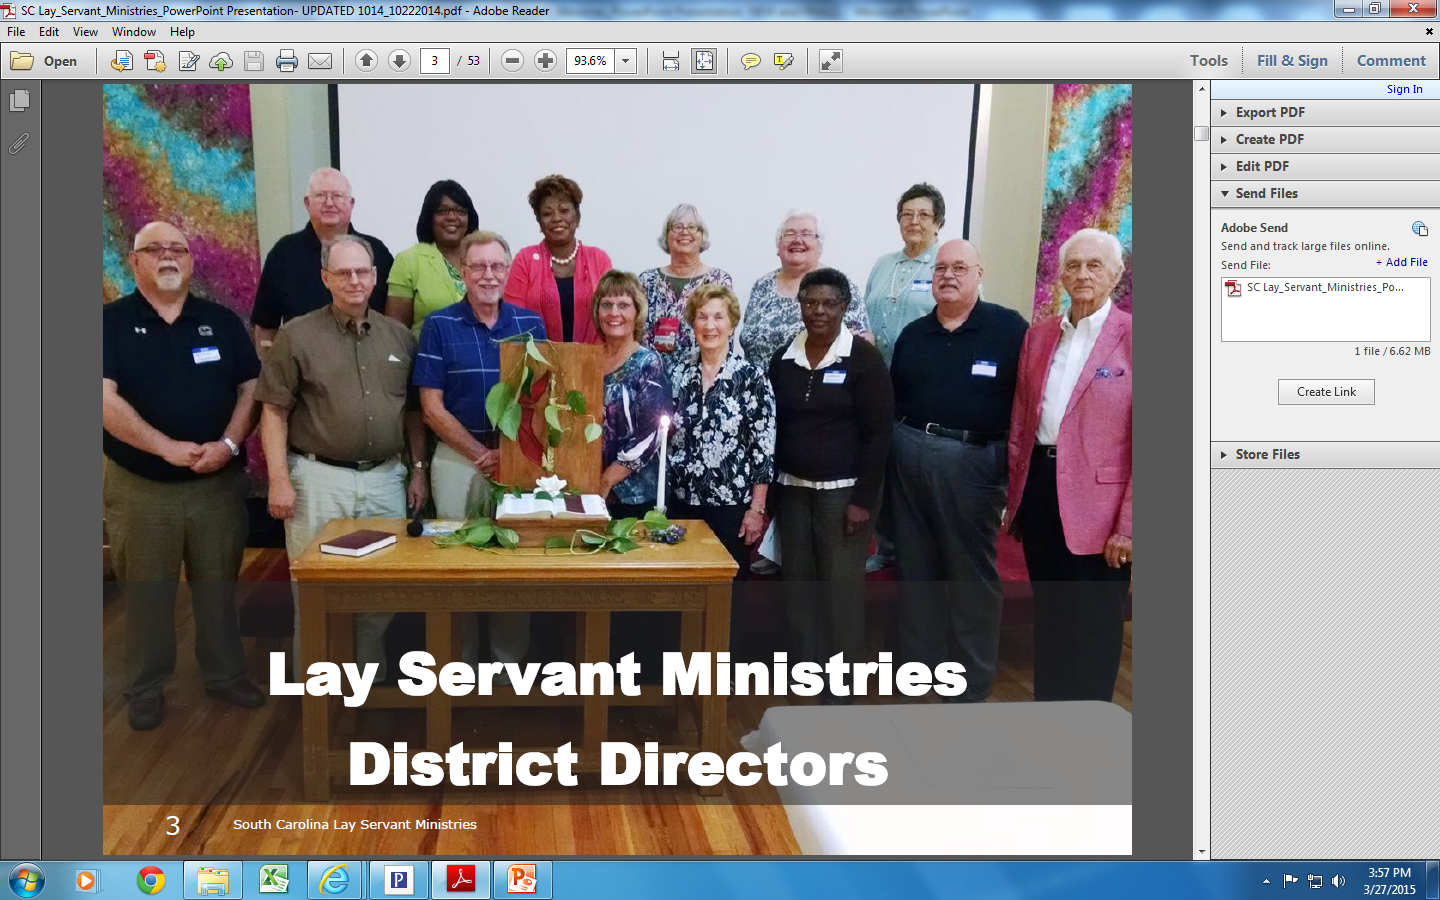 SC Lay_Servant_Ministries_PowerPoint Presentation- UPDATED 1014_10222014.pdf - Adobe Reader
File Edit View Window Help
Open 3 / 53 93.6% Tools Fill & Sign Comment
Sign In
Export PDF
Create PDF
Edit PDF
Send Files
Adobe Send
Send and track large files online.
Send File: + Add File
SC Lay_Servant_Ministries_Po...
1 file / 6.62 MB
Create Link
Store Files
Lay Servant Ministries
District Directors
3 South Carolina Lay Servant Ministries
3:57 PM
3/27/2015